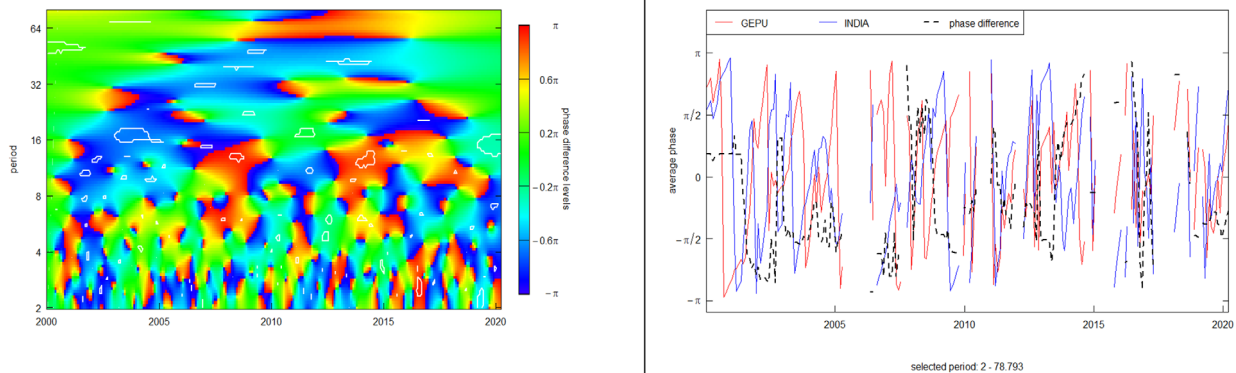 64
32
16
8
4
2
period
2000
2005
2010
2015
2020
π
0.6π
0.2π
−0.2π
−0.6π
−π
phase difference levels
GEPU INDIA phase difference
π
π/2
0
−π/2
−π
average phase
2005
2010
2015
2020
selected period: 2 - 78.793